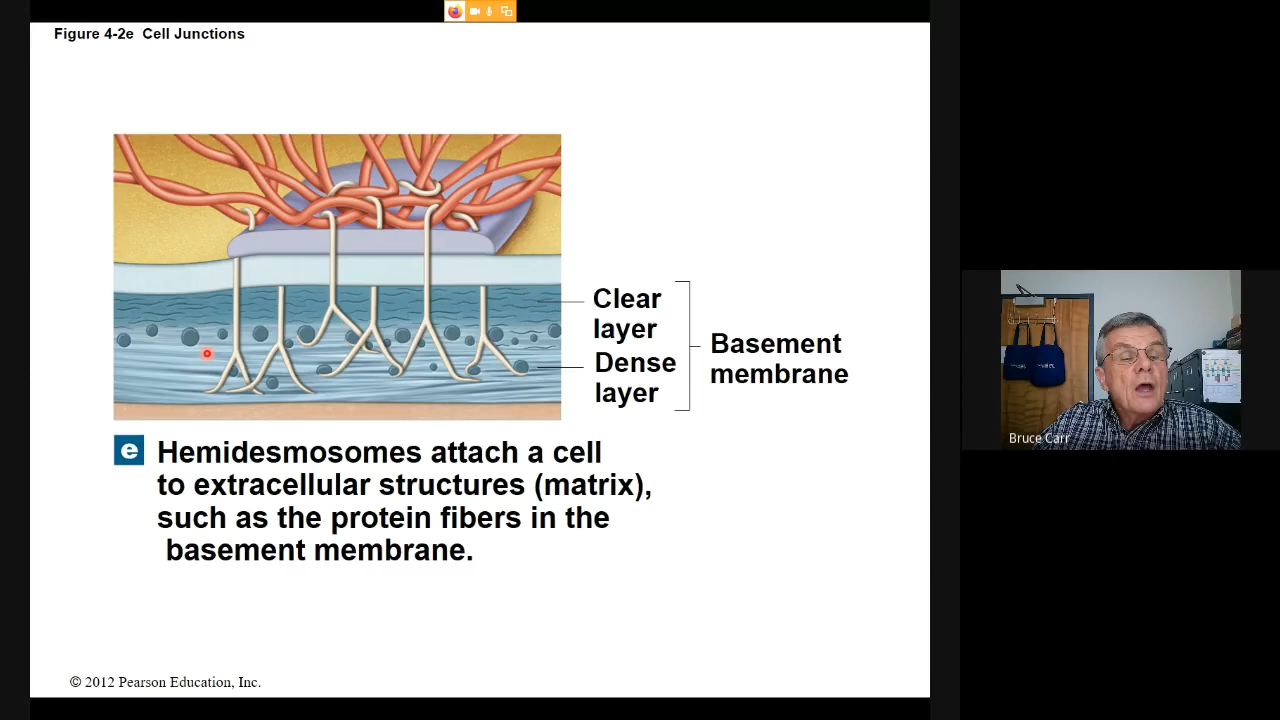 Figure 4-2e Cell Junctions
Clear
layer
Dense
layer
Basement
membrane
e Hemidesmosomes attach a cell
to extracellular structures (matrix),
such as the protein fibers in the
basement membrane.
© 2012 Pearson Education, Inc.
Bruce Carr